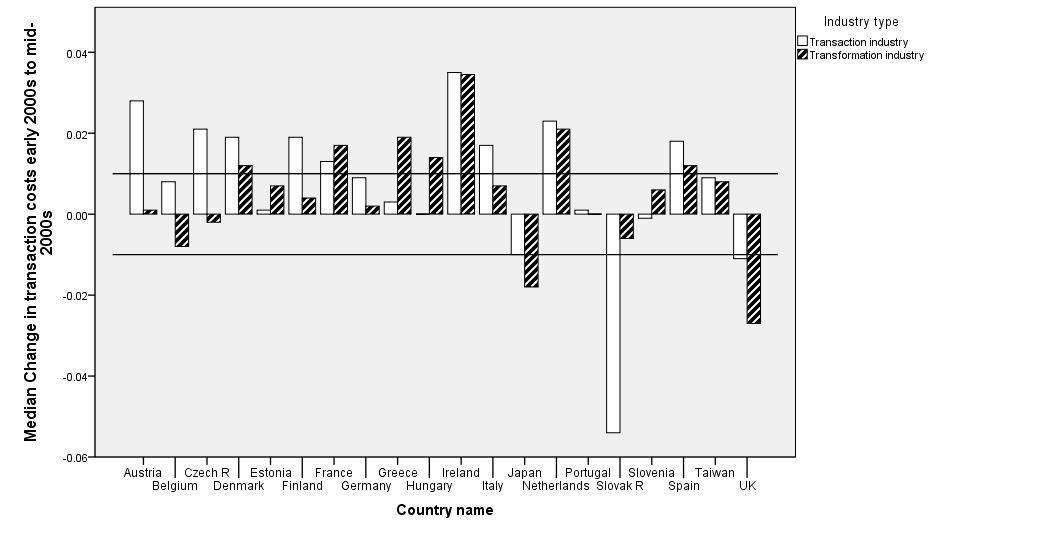 Industry type
Transaction industry
Transformation industry
Median Change in transaction costs early 2000s to mid-
2000s
0.04
0.02
0.00
-0.02
-0.04
-0.06
Austria Czech R Estonia France Greece Ireland Japan Portugal Slovenia Taiwan
Belgium Denmark Finland Germany Hungary Italy Netherlands Slovak R Spain UK
Country name